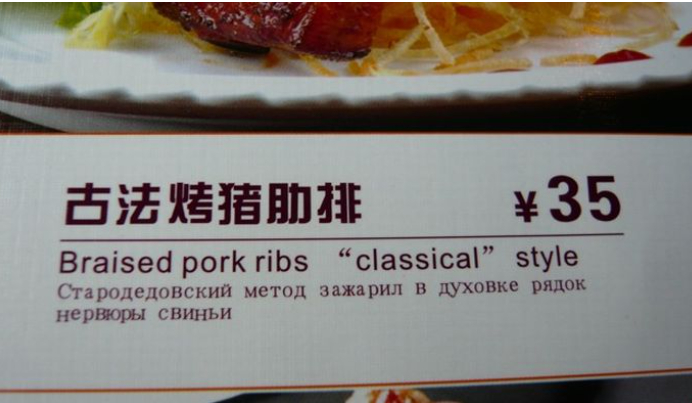 古法烤猪肋排 ¥35
Braised pork ribs “classical” style
Стародедовский метод зажарил в духовке рядок
нервюры свиньи